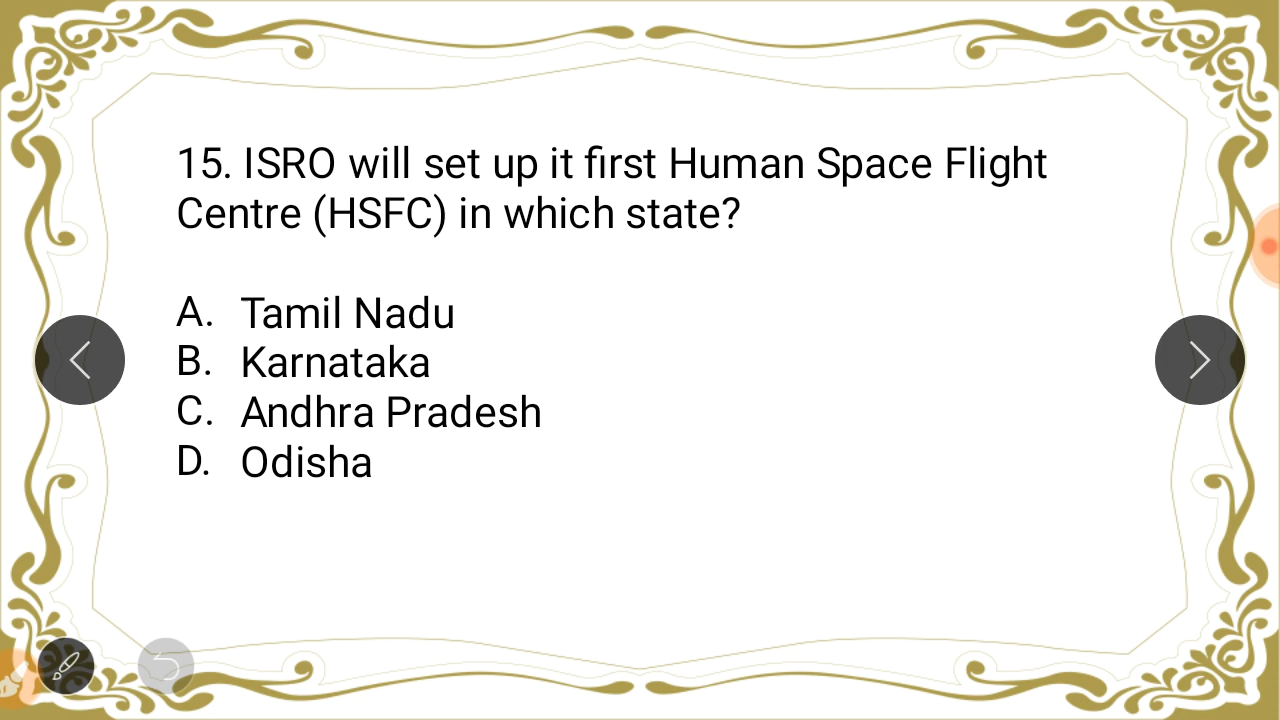 15. ISRO will set up it first Human Space Flight
Centre (HSFC) in which state?
A. Tamil Nadu
B. Karnataka
C. Andhra Pradesh
D. Odisha